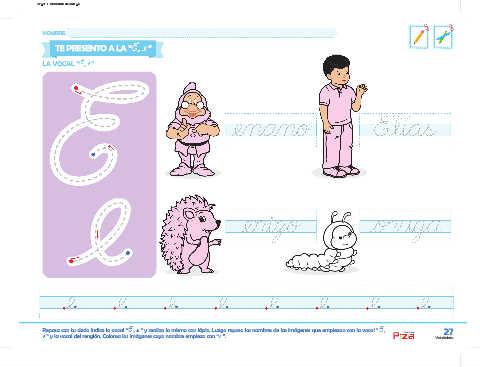 NOMBRE:
TE PRESENTO A LA "E, e"
LA VOCAL "E, e"
E
e
enano
Elías
erizo
oruga
e e e e e e e e
Repasa con tu dedo índice la vocal "E, e" y realiza lo mismo con lápiz. Luego repasa los nombres de las imágenes que empiezan con la vocal "E,
e" y la vocal del renglón. Colorea las imágenes cuyo nombre empieza con "e".
27